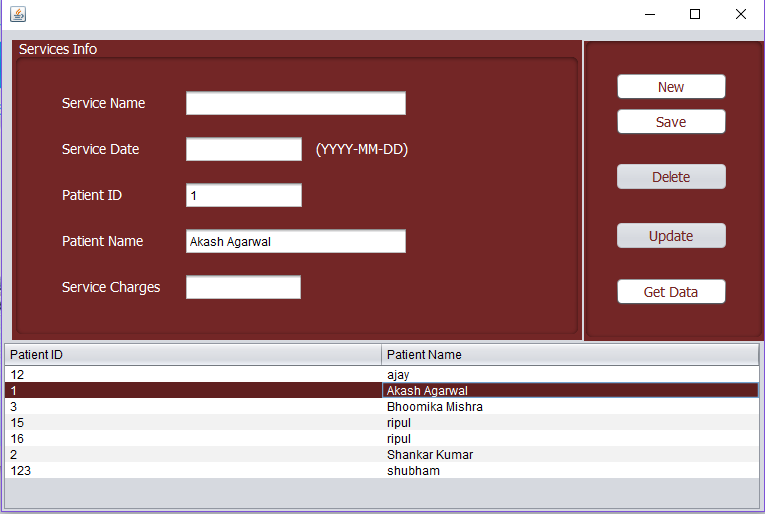 Services Info
Service Name
Service Date (YYYY-MM-DD)
Patient ID 1
Patient Name Akash Agarwal
Service Charges
New
Save
Delete
Update
Get Data
Patient ID Patient Name
12 ajay
1 Akash Agarwal
3 Bhoomika Mishra
15 ripul
16 ripul
2 Shankar Kumar
123 shubham